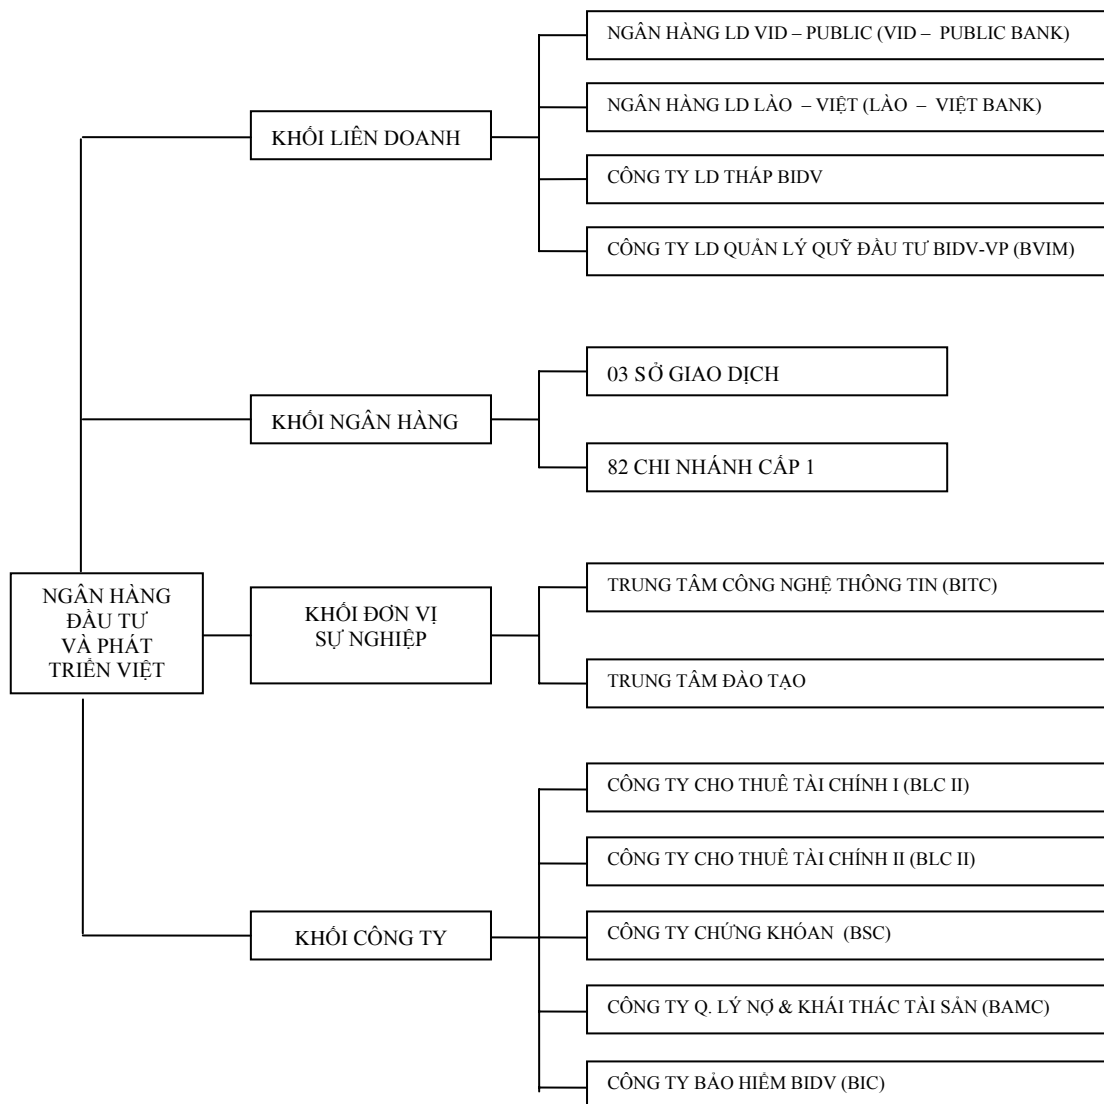 NGÂN HÀNG LD VID – PUBLIC (VID – PUBLIC BANK)
NGÂN HÀNG LD LÀO – VIỆT (LÀO – VIỆT BANK)
KHỐI LIÊN DOANH
CÔNG TY LD THÁP BIDV
CÔNG TY LD QUẢN LÝ QUỸ ĐẦU TƯ BIDV-VP (BVIM)
03 SỞ GIAO DỊCH
KHỐI NGÂN HÀNG
82 CHI NHÁNH CẤP 1
NGÂN HÀNG
ĐẦU TƯ
VÀ PHÁT
TRIỂN VIỆT
KHỐI ĐƠN VỊ
SỰ NGHIỆP
TRUNG TÂM CÔNG NGHỆ THÔNG TIN (BITC)
TRUNG TÂM ĐÀO TẠO
CÔNG TY CHO THUÊ TÀI CHÍNH I (BLC II)
CÔNG TY CHO THUÊ TÀI CHÍNH II (BLC II)
KHỐI CÔNG TY
CÔNG TY CHỨNG KHÓAN (BSC)
CÔNG TY Q. LÝ NỢ & KHÁI THÁC TÀI SẢN (BAMC)
CÔNG TY BẢO HIỂM BIDV (BIC)